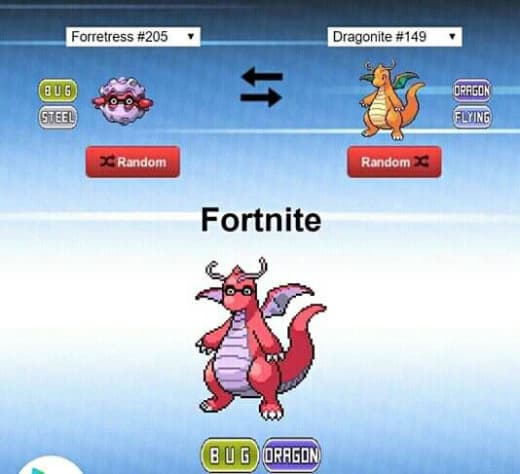 Forretress #205
Dragonite #149
BUG
STEEL
DRAGON
FLYING
Random
Random
Fortnite
BUG
DRAGON